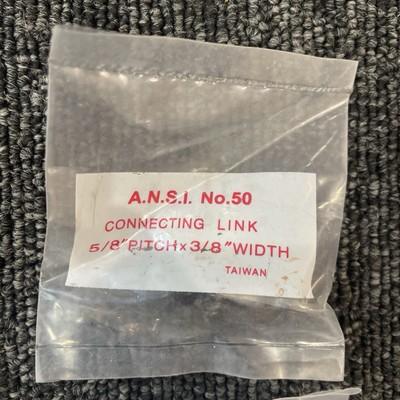 A.N.S.I. No.50
CONNECTING LINK
5/8"PITCH×3/8"WIDTH
TAIWAN